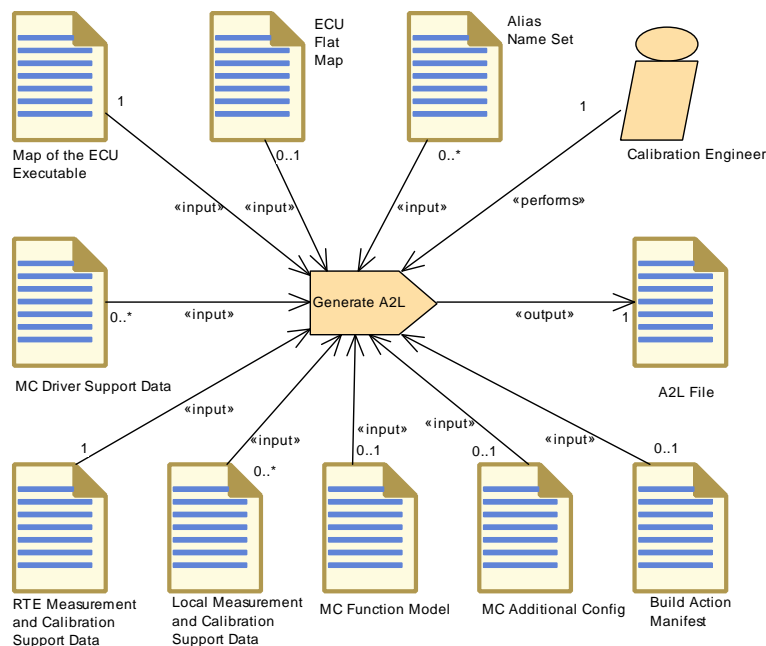 ECU
Flat
Map
Alias
Name Set
1
1
Map of the ECU
Executable
0..1
0..*
Calibration Engineer
«input»
«input»
«input»
«performs»
Generate A2L
0..*
«input»
«output»
1
MC Driver Support Data
A2L File
«input»
«input»
«input»
«input»
«input»
1
0..*
0..1
0..1
0..1
RTE Measurement
and Calibration
Support Data
Local Measurement
and Calibration
Support Data
MC Function Model
MC Additional Config
Build Action
Manifest